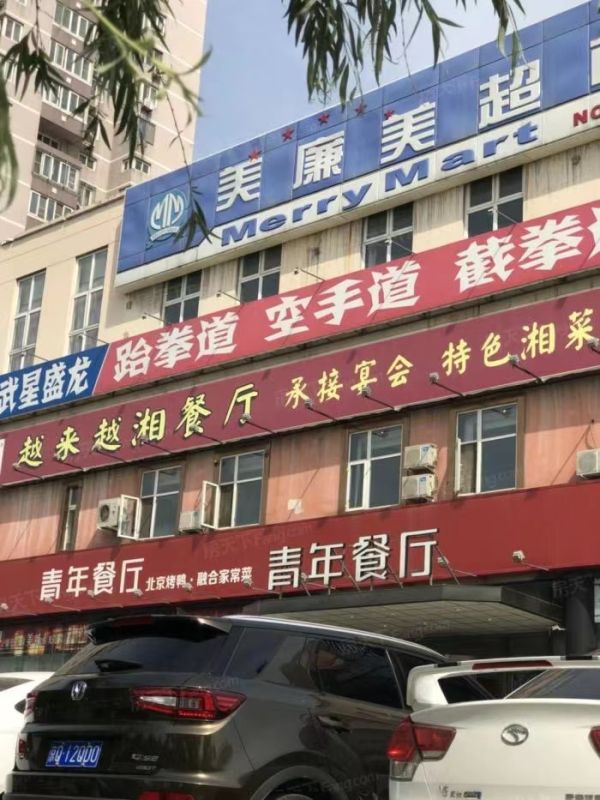 美廉美超
NO
MerryMart
跆拳道 空手道 截拳
武星盛龙
越来越湘餐厅 承接宴会 特色湘菜
青年餐厅 北京烤鸭·融合家常菜 青年餐厅